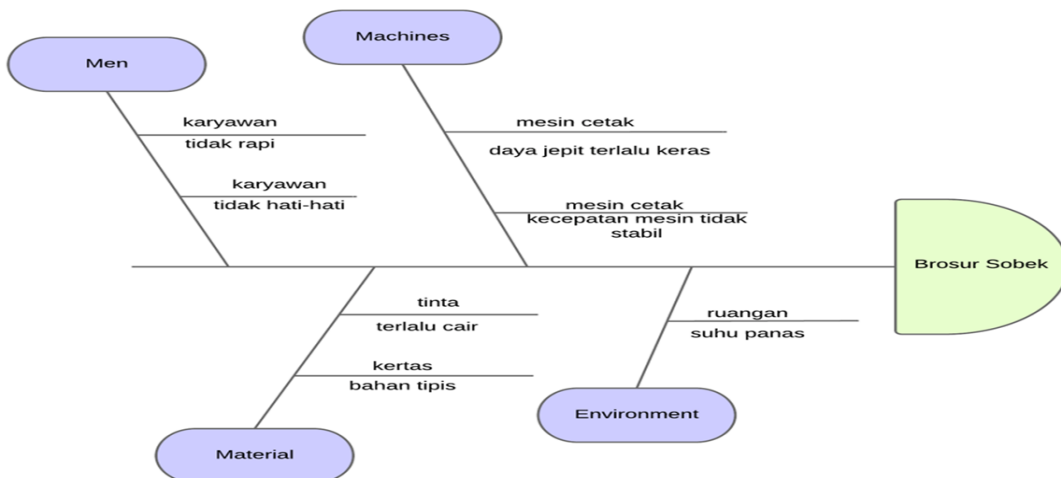 Machines
Men
karyawan
tidak rapi
karyawan
tidak hati-hati
mesin cetak
daya jepit terlalu keras
mesin cetak
kecepatan mesin tidak
stabil
Brosur Sobek
tinta
terlalu cair
kertas
bahan tipis
ruangan
suhu panas
Environment
Material